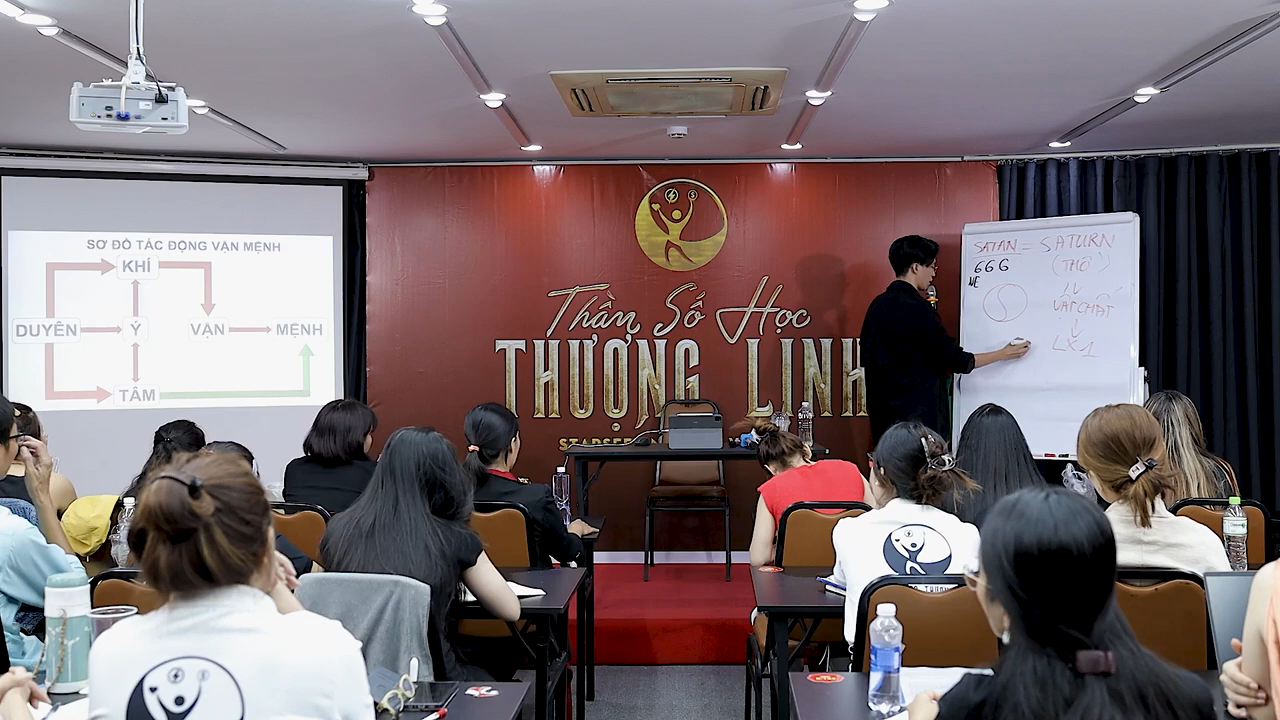 SƠ ĐỒ TÁC ĐỘNG VẬN MỆNH
KHÍ
DUYÊN
Ý
VẬN
MỆNH
TÂM
Thần Số Học
THƯỢNG LINH
SATAN = SATURN
666
(THỔ)
VẬT CHẤT